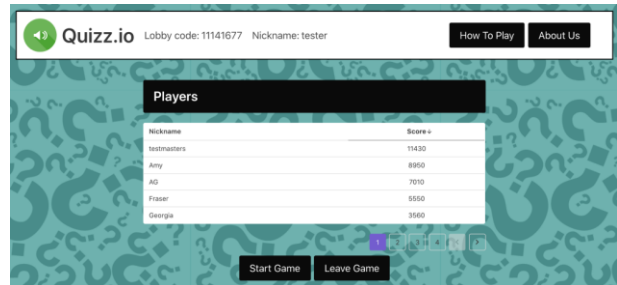 Quizz.io Lobby code: 11141677 Nickname: tester How To Play About Us
Players
Nickname Score↓
testmasters 11430
Amy 8950
AG 7010
Fraser 5550
Georgia 3560
1 2 3 4 >
Start Game Leave Game